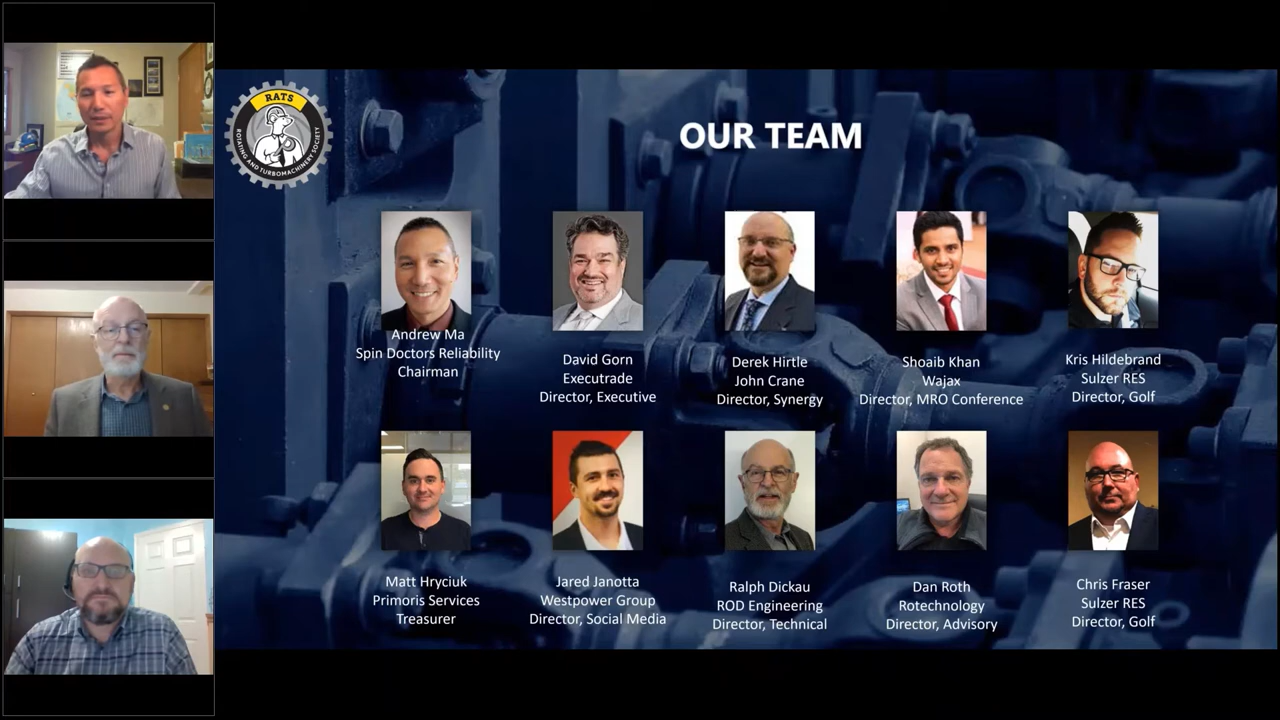 RATS
ROTATING AND TURBOMACHINERY SOCIETY
OUR TEAM
Andrew Ma
Spin Doctors Reliability
Chairman
David Gorn
Executrade
Director, Executive
Derek Hirtle
John Crane
Director, Synergy
Shoaib Khan
Wajax
Director, MRO Conference
Kris Hildebrand
Sulzer RES
Director, Golf
Matt Hryciuk
Primoris Services
Treasurer
Jared Janotta
Westpower Group
Director, Social Media
Ralph Dickau
ROD Engineering
Director, Technical
Dan Roth
Rotechnology
Director, Advisory
Chris Fraser
Sulzer RES
Director, Golf